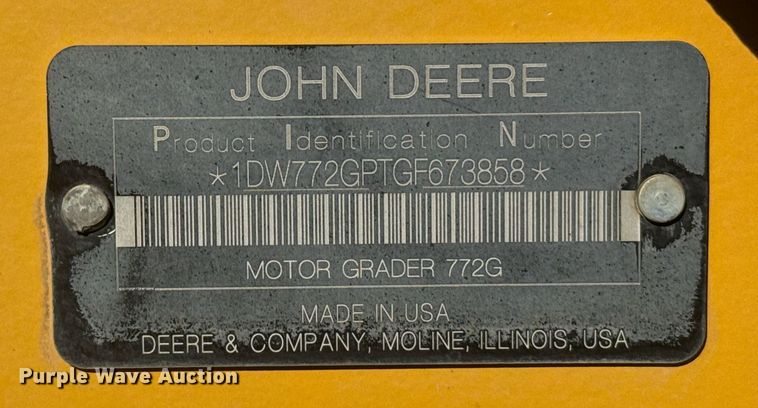 JOHN DEERE
Product Identification Number
*1DW772GPTGF673858*
MOTOR GRADER 772G
MADE IN USA
DEERE & COMPANY, MOLINE, ILLINOIS, USA
Purple Wave Auction